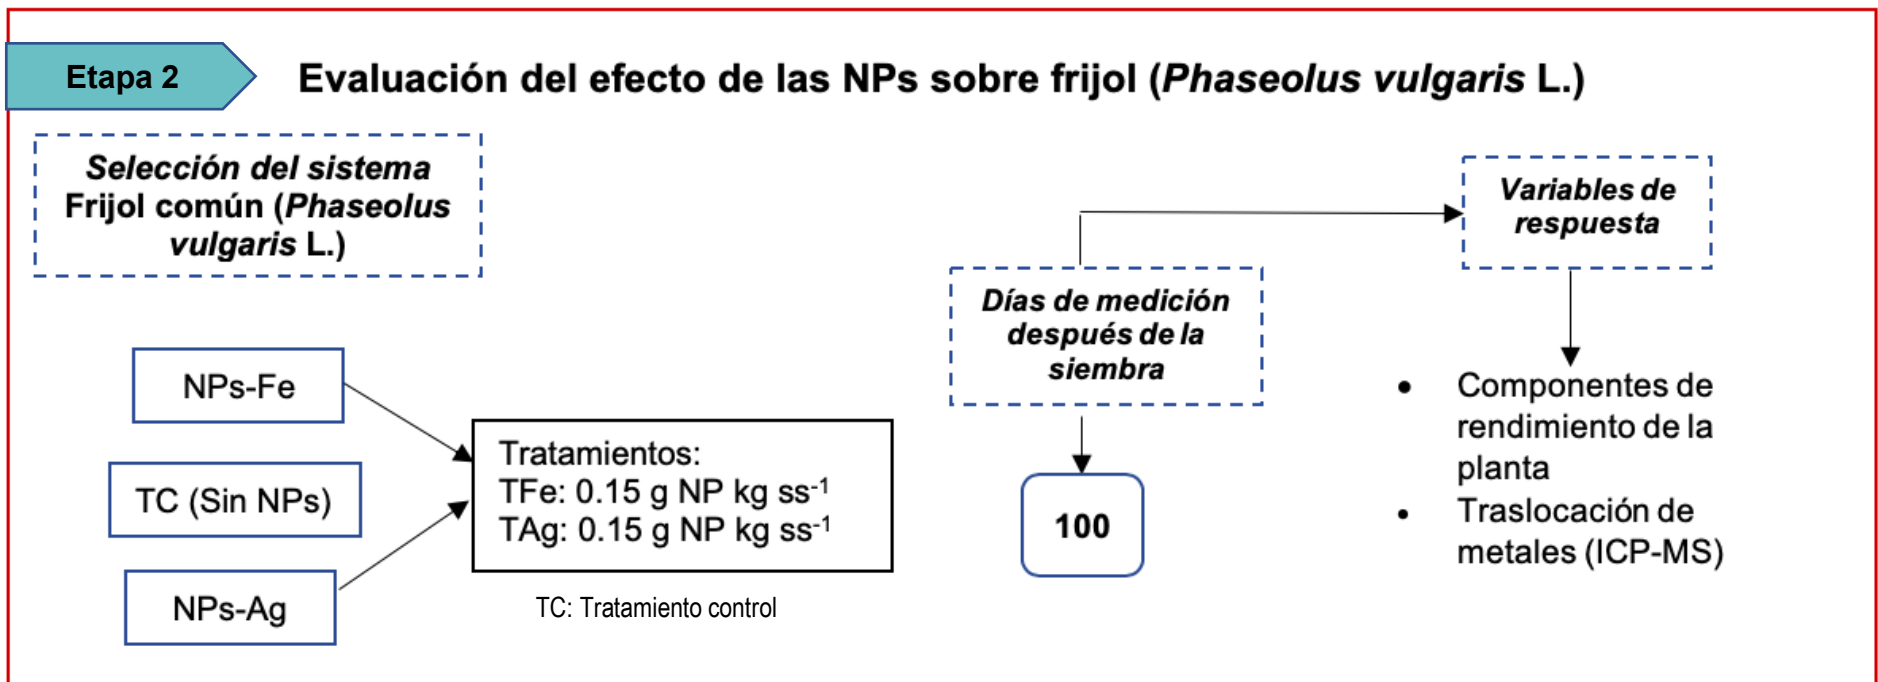 Etapa 2
Evaluación del efecto de las NPs sobre frijol (Phaseolus vulgaris L.)
Selección del sistema
Frijol común (Phaseolus
vulgaris L.)
NPs-Fe
TC (Sin NPs)
NPs-Ag
Tratamientos:
TFe: 0.15 g NP kg ss⁻¹
TAg: 0.15 g NP kg ss⁻¹
TC: Tratamiento control
Días de medición
después de la
siembra
100
Variables de
respuesta
• Componentes de
rendimiento de la
planta
• Traslocación de
metales (ICP-MS)